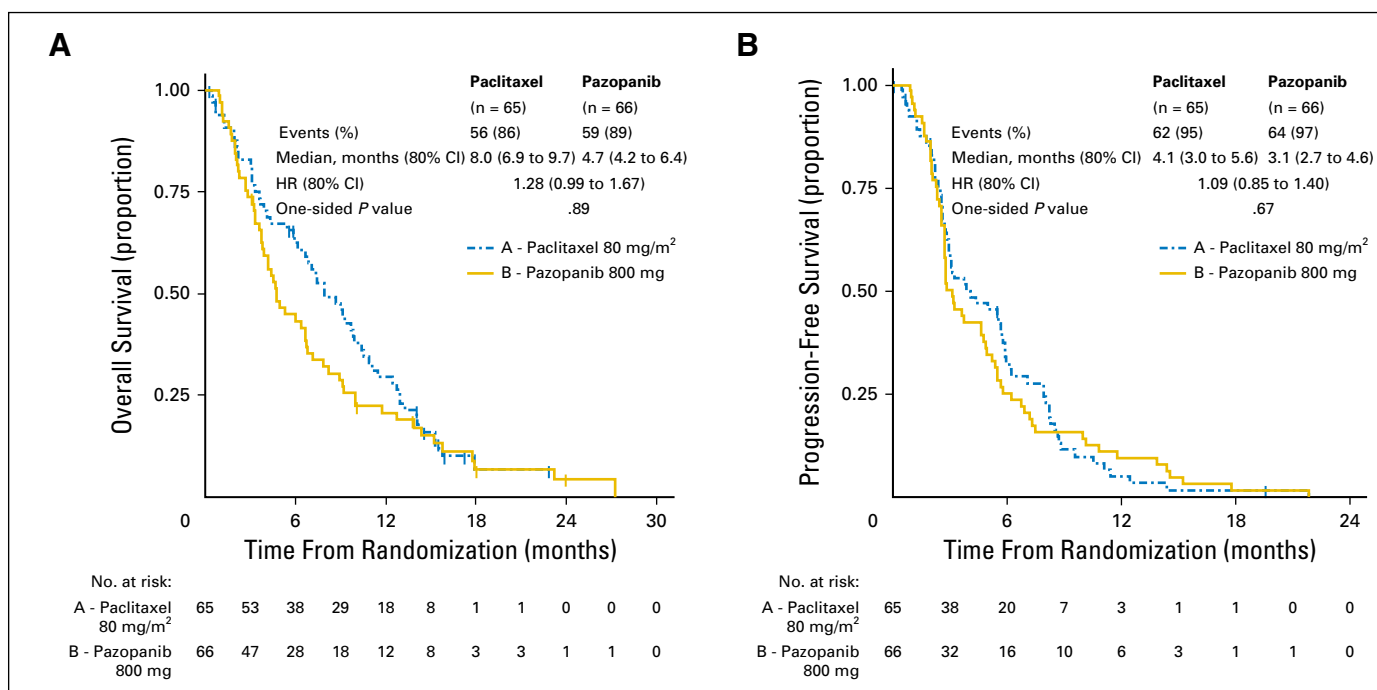 A
Paclitaxel Pazopanib
(n = 65) (n = 66)
Events (%) 56 (86) 59 (89)
Median, months (80% CI) 8.0 (6.9 to 9.7) 4.7 (4.2 to 6.4)
HR (80% CI) 1.28 (0.99 to 1.67)
One-sided P value .89
A - Paclitaxel 80 mg/m²
B - Pazopanib 800 mg
Overall Survival (proportion)
1.00
0.75
0.50
0.25
0 6 12 18 24 30
Time From Randomization (months)
No. at risk:
A - Paclitaxel 65 53 38 29 18 8 1 1 0 0 0
80 mg/m²
B - Pazopanib 66 47 28 18 12 8 3 3 1 1 0
800 mg
B
Paclitaxel Pazopanib
(n = 65) (n = 66)
Events (%) 62 (95) 64 (97)
Median, months (80% CI) 4.1 (3.0 to 5.6) 3.1 (2.7 to 4.6)
HR (80% CI) 1.09 (0.85 to 1.40)
One-sided P value .67
A - Paclitaxel 80 mg/m²
B - Pazopanib 800 mg
Progression-Free Survival (proportion)
1.00
0.75
0.50
0.25
0 6 12 18 24
Time From Randomization (months)
No. at risk:
A - Paclitaxel 65 38 20 7 3 1 1 0 0
80 mg/m²
B - Pazopanib 66 32 16 10 6 3 1 1 0
800 mg